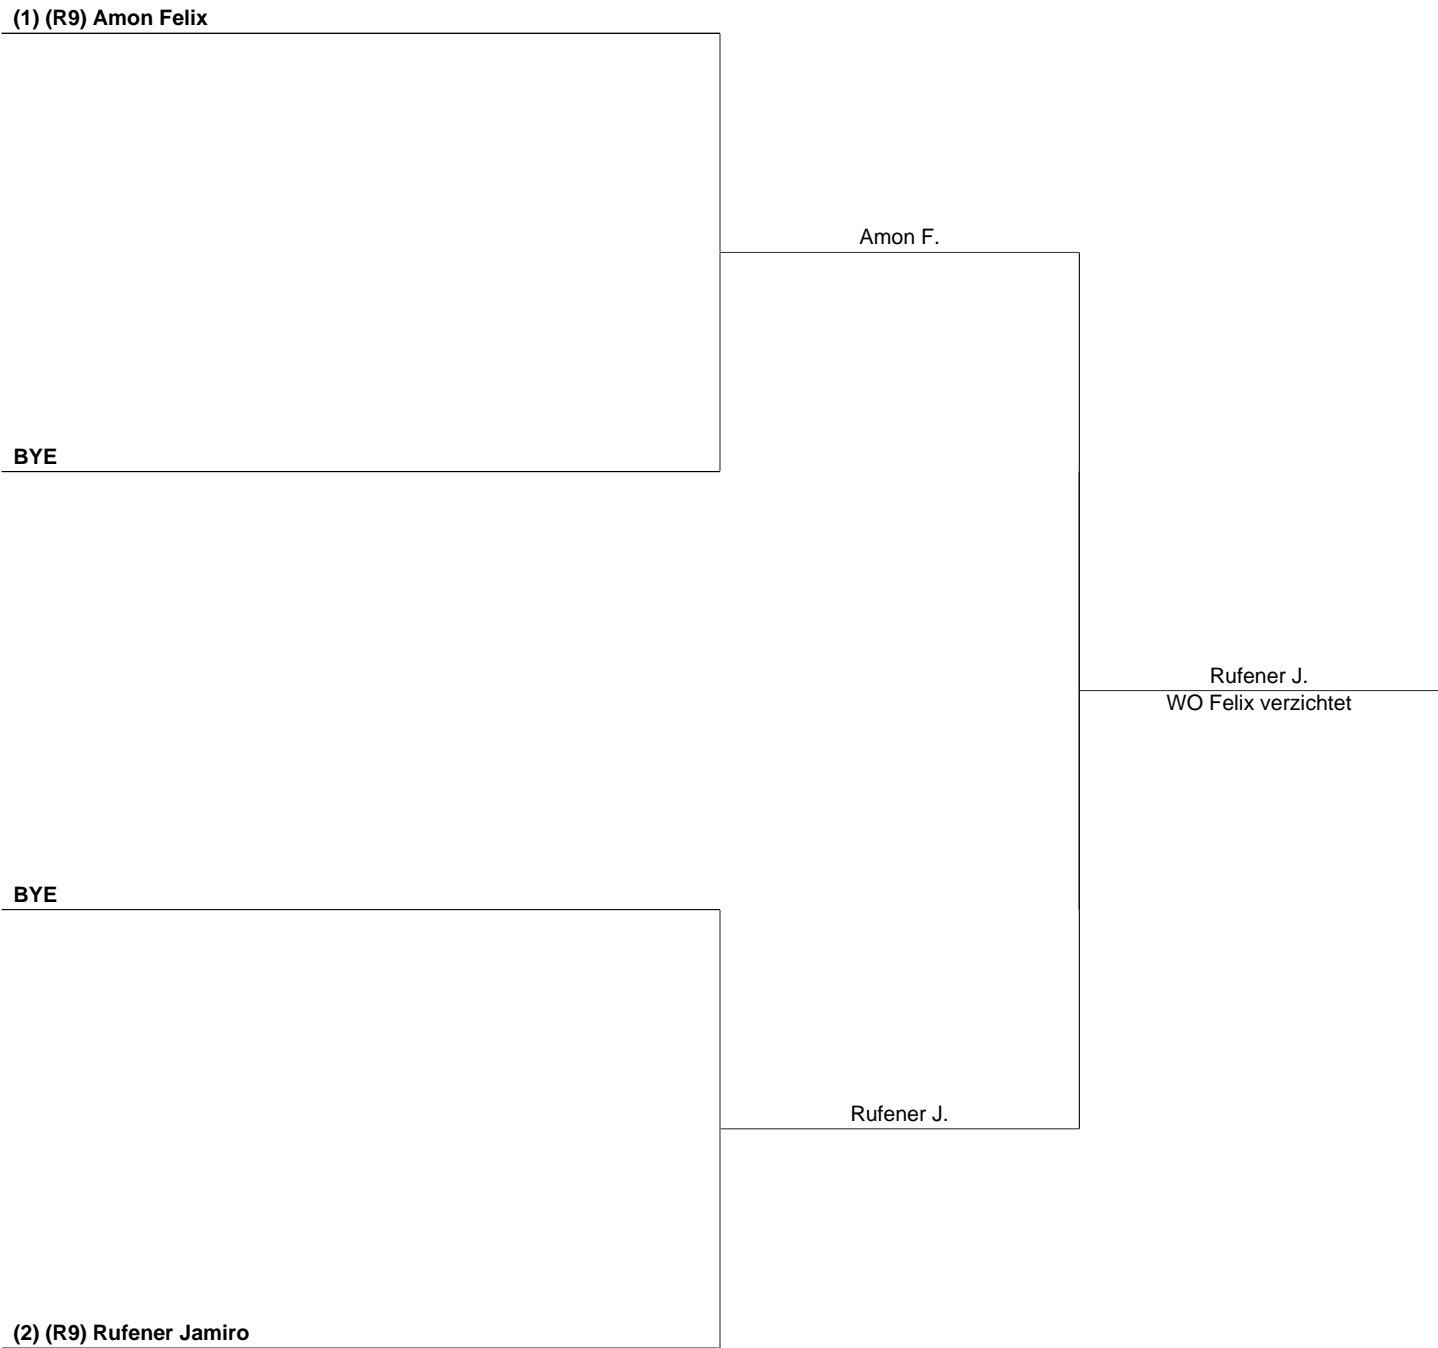 (1) (R9) Amon Felix
Amon F.
BYE
Rufener J.
WO Felix verzichtet
BYE
Rufener J.
(2) (R9) Rufener Jamiro